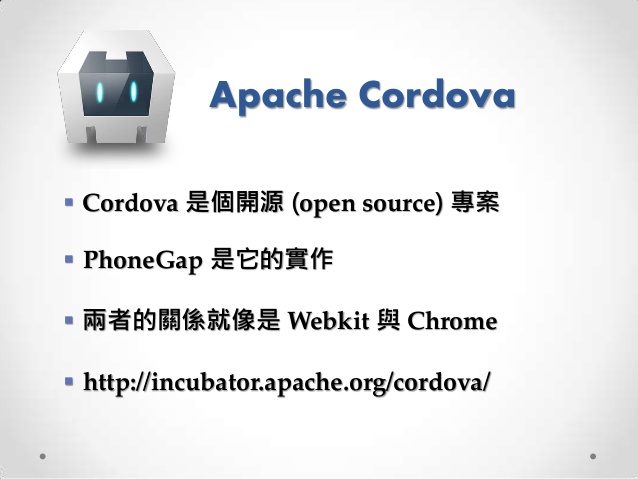 Apache Cordova
Cordova 是個開源 (open source) 專案
PhoneGap 是它的實作
兩者的關係就像是 Webkit 與 Chrome
http://incubator.apache.org/cordova/